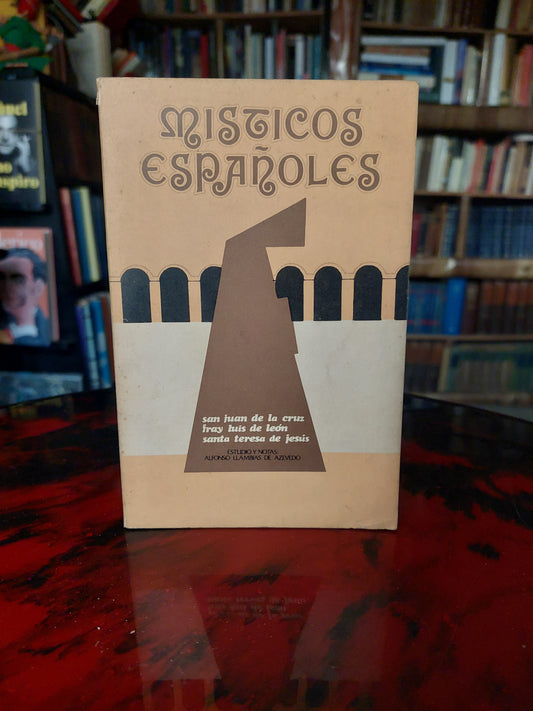 MISTICOS
ESPAÑOLES
san juan de la cruz
fray luis de león
santa teresa de jesús
ESTUDIO Y NOTAS:
ALFONSO LLAMBIAS DE AZEVEDO